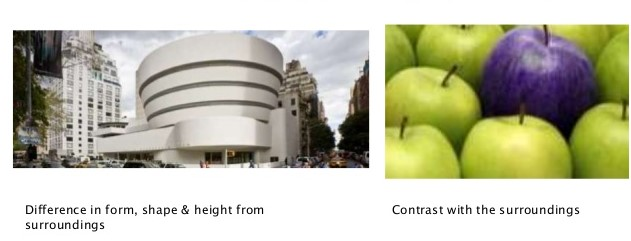 Difference in form, shape & height from
surroundings
Contrast with the surroundings